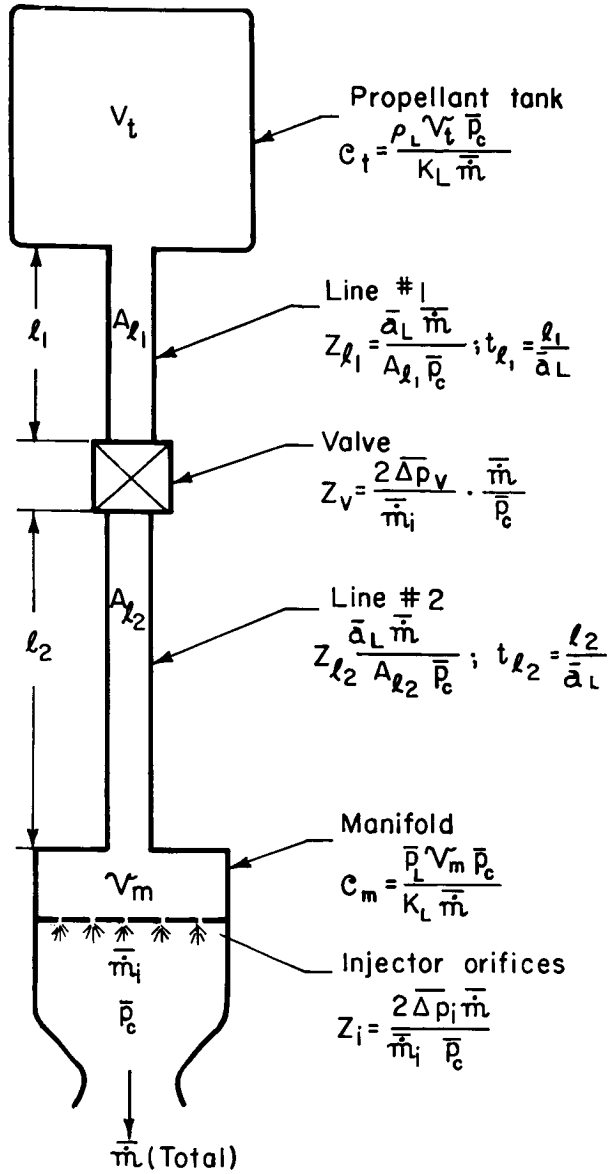 V_t
Propellant tank
C_t = ρ_L V_t p̄_c / K_L ṁ̄
ℓ_1
A_ℓ1
Line #1
Z_ℓ1 = ā_L ṁ̄ / A_ℓ1 p̄_c ; t_ℓ1 = ℓ_1 / ā_L
Valve
Z_v = 2 Δp̄_v / ṁ̄_i · ṁ̄ / p̄_c
ℓ_2
A_ℓ2
Line #2
Z_ℓ2 ā_L ṁ̄ / A_ℓ2 p̄_c ; t_ℓ2 = ℓ_2 / ā_L
Manifold
V_m
C_m = p̄_L V_m p̄_c / K_L ṁ̄
Injector orifices
ṁ̄_i
p̄_c
Z_i = 2 Δp̄_i ṁ̄ / ṁ̄_i p̄_c
ṁ̄ (Total)